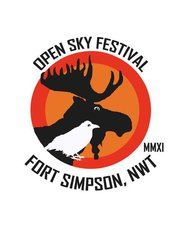 OPEN SKY FESTIVAL
MMXI
FORT SIMPSON, NWT